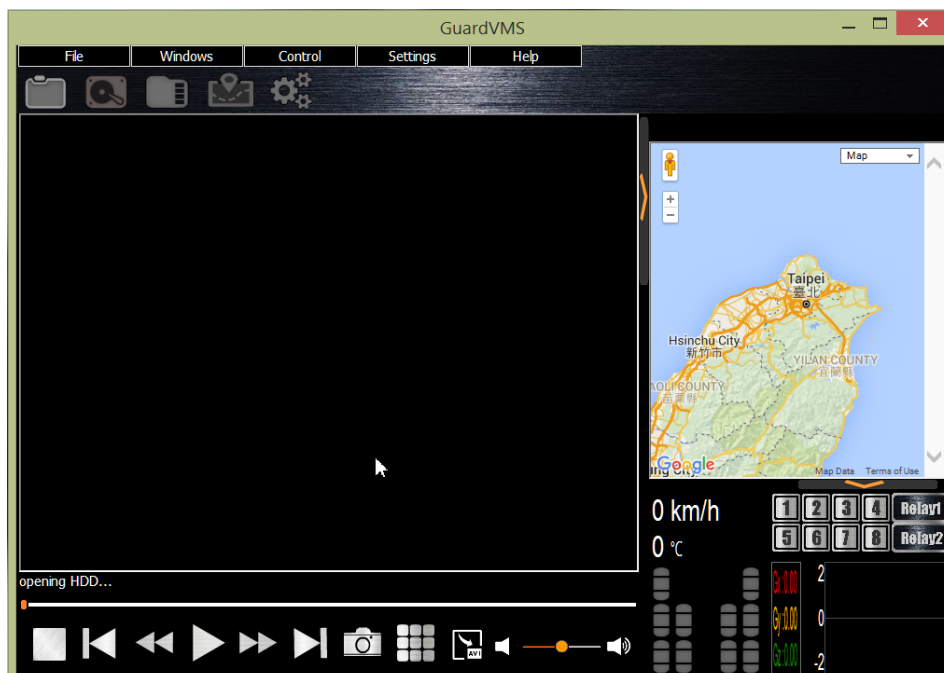 GuardVMS
File Windows Control Settings Help
Map
+
−
Taipei
臺北
Hsinchu City
新竹市
YILAN COUNTY
宜蘭縣
AOLI COUNTY
苗栗縣
Google
ung City
Map Data Terms of Use
0 km/h
0 °C
1 2 3 4 Relay1
5 6 7 8 Relay2
opening HDD...
Gx:0.00
Gy:0.00
Gz:0.00
2
0
-2
AVI